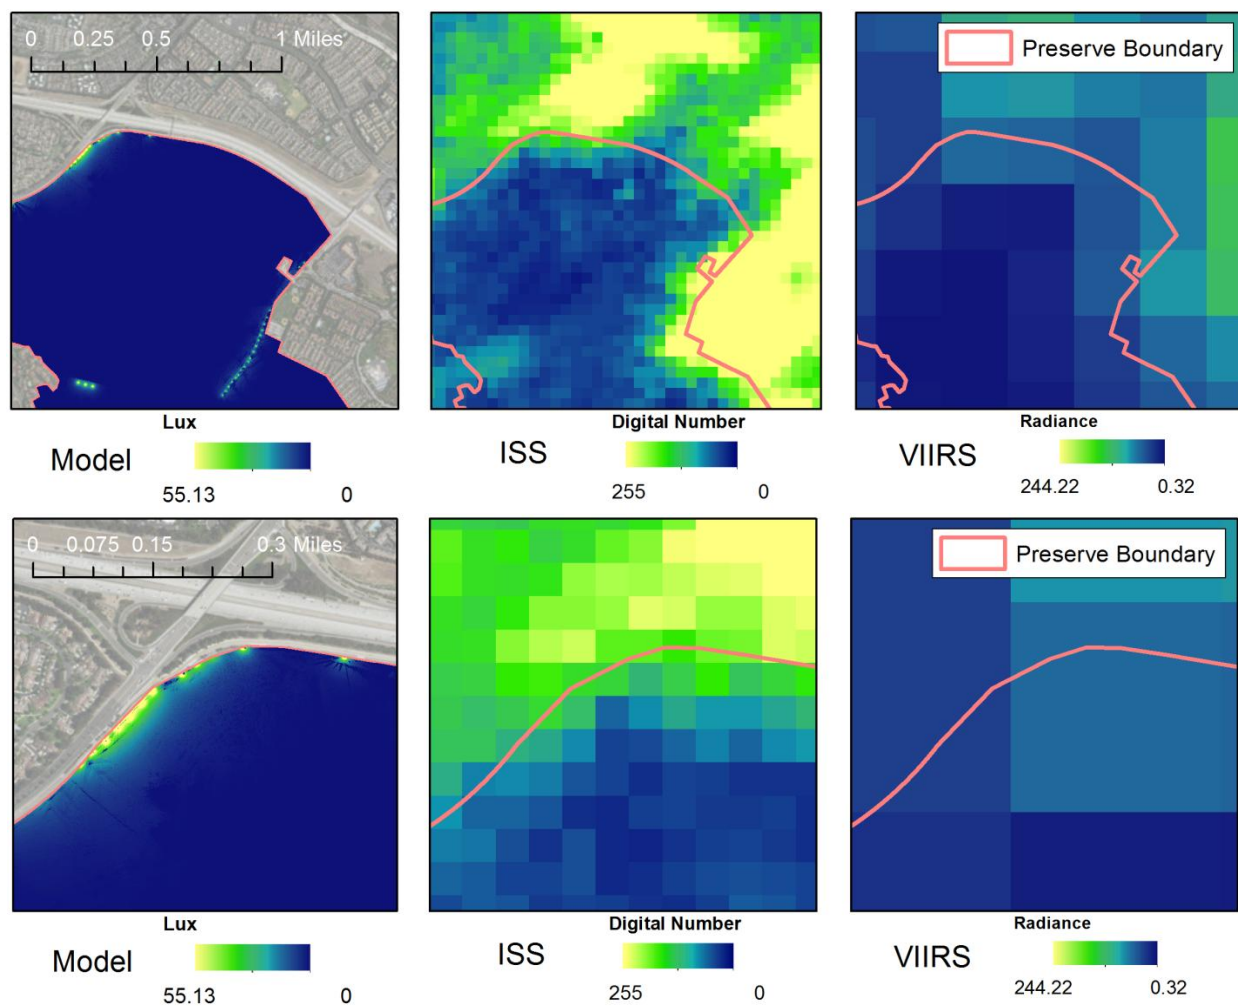 0 0.25 0.5 1 Miles
Preserve Boundary
Lux
Model
55.13 0
Digital Number
ISS
255 0
Radiance
VIIRS
244.22 0.32
0 0.075 0.15 0.3 Miles
Preserve Boundary
Lux
Model
55.13 0
Digital Number
ISS
255 0
Radiance
VIIRS
244.22 0.32